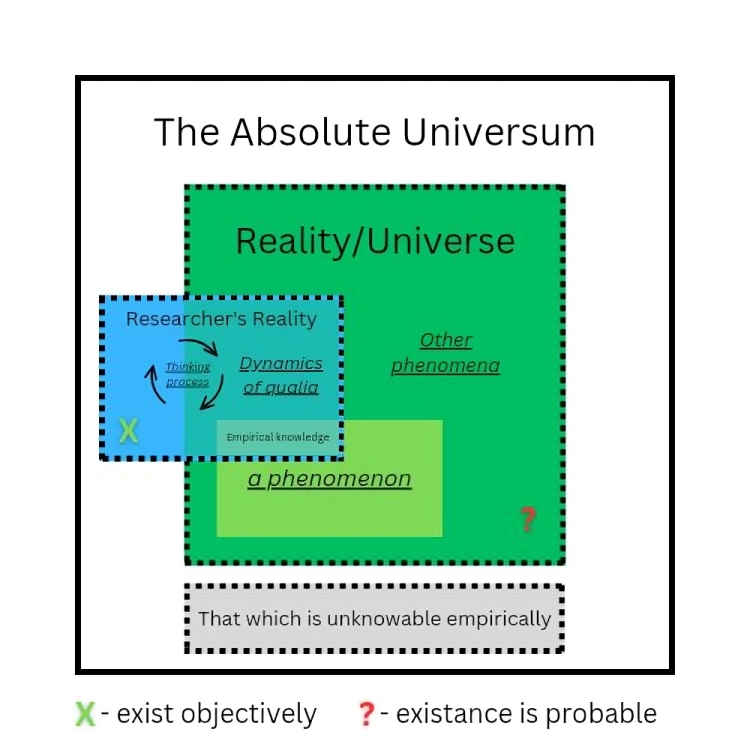 The Absolute Universum
Reality/Universe
Researcher's Reality
Thinking
process
Dynamics
of qualia
Other
phenomena
X
Empirical knowledge
a phenomenon
?
That which is unknowable empirically
X - exist objectively ? - existance is probable